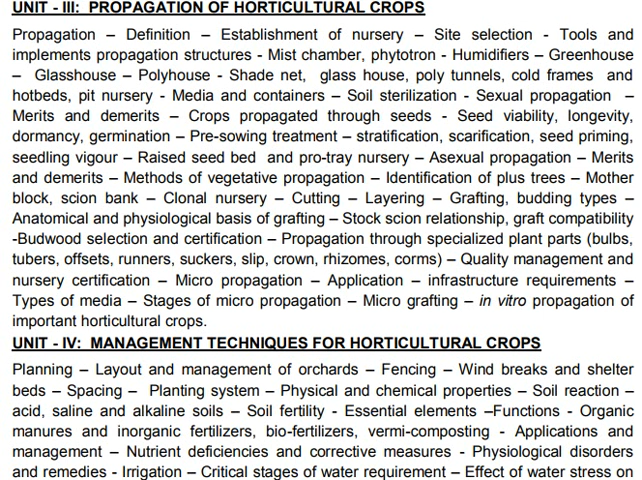 UNIT - III:  PROPAGATION OF HORTICULTURAL CROPS
Propagation – Definition – Establishment of nursery – Site selection - Tools and
implements propagation structures - Mist chamber, phytotron - Humidifiers – Greenhouse
– Glasshouse – Polyhouse - Shade net, glass house, poly tunnels, cold frames and
hotbeds, pit nursery - Media and containers – Soil sterilization - Sexual propagation –
Merits and demerits – Crops propagated through seeds - Seed viability, longevity,
dormancy, germination – Pre-sowing treatment – stratification, scarification, seed priming,
seedling vigour – Raised seed bed and pro-tray nursery – Asexual propagation – Merits
and demerits – Methods of vegetative propagation – Identification of plus trees – Mother
block, scion bank – Clonal nursery – Cutting – Layering – Grafting, budding types –
Anatomical and physiological basis of grafting – Stock scion relationship, graft compatibility
-Budwood selection and certification – Propagation through specialized plant parts (bulbs,
tubers, offsets, runners, suckers, slip, crown, rhizomes, corms) – Quality management and
nursery certification – Micro propagation – Application – infrastructure requirements –
Types of media – Stages of micro propagation – Micro grafting – in vitro propagation of
important horticultural crops.
UNIT - IV:  MANAGEMENT TECHNIQUES FOR HORTICULTURAL CROPS
Planning – Layout and management of orchards – Fencing – Wind breaks and shelter
beds – Spacing – Planting system – Physical and chemical properties – Soil reaction –
acid, saline and alkaline soils – Soil fertility - Essential elements –Functions - Organic
manures and inorganic fertilizers, bio-fertilizers, vermi-composting - Applications and
management – Nutrient deficiencies and corrective measures - Physiological disorders
and remedies - Irrigation – Critical stages of water requirement – Effect of water stress on